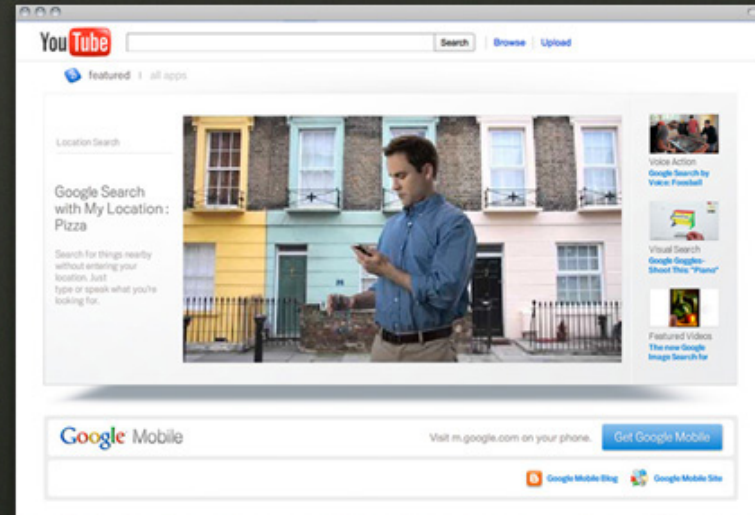 YouTube
Search
Browse
Upload
featured | all apps
Location Search
Google Search
with My Location :
Pizza
Search for things nearby
without entering your
location. Just
type or speak what you're
looking for.
Voice Action
Google Search by
Voice: Foosball
Visual Search
Google Goggles-
Shoot This: "Piano"
Featured Videos
The new Google
Image Search for
Google Mobile
Visit m.google.com on your phone.
Get Google Mobile
Google Mobile Blog
Google Mobile Site